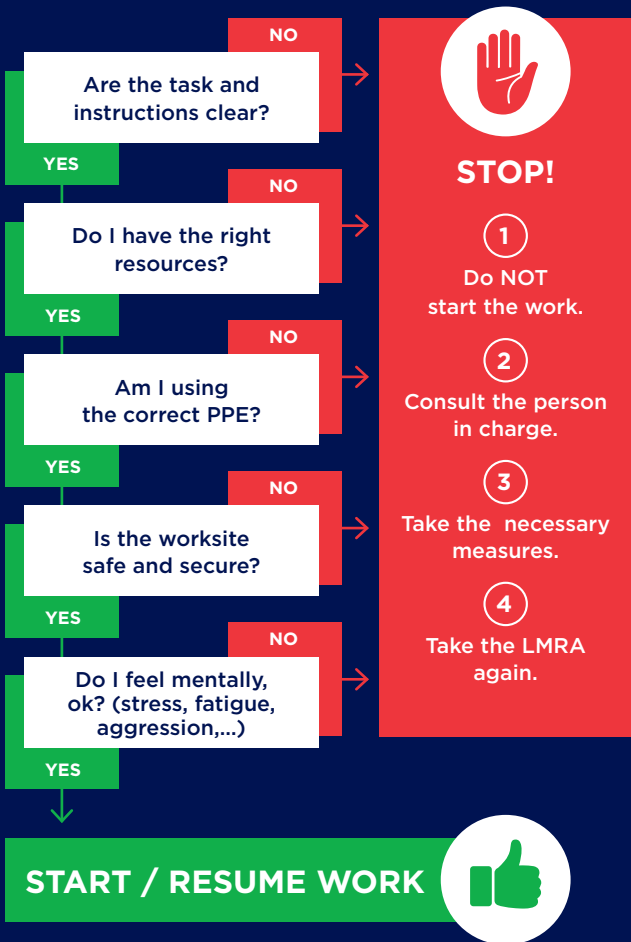 NO
Are the task and
instructions clear?
YES
NO
Do I have the right
resources?
YES
NO
Am I using
the correct PPE?
YES
NO
Is the worksite
safe and secure?
YES
NO
Do I feel mentally,
ok? (stress, fatigue,
aggression,...)
YES
START / RESUME WORK
STOP!
1
Do NOT
start the work.
2
Consult the person
in charge.
3
Take the necessary
measures.
4
Take the LMRA
again.